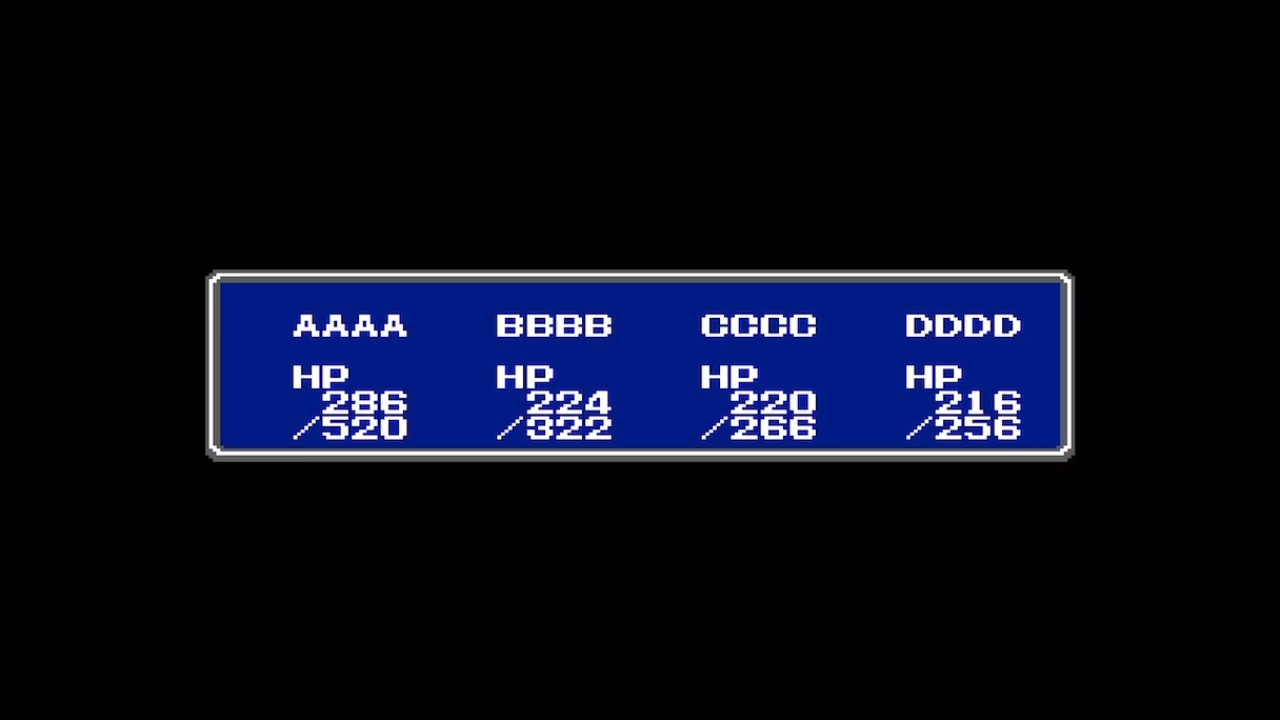 AAAA BBBB CCCC DDDD
HP HP HP HP
286 224 220 216
/520 /322 /266 /256